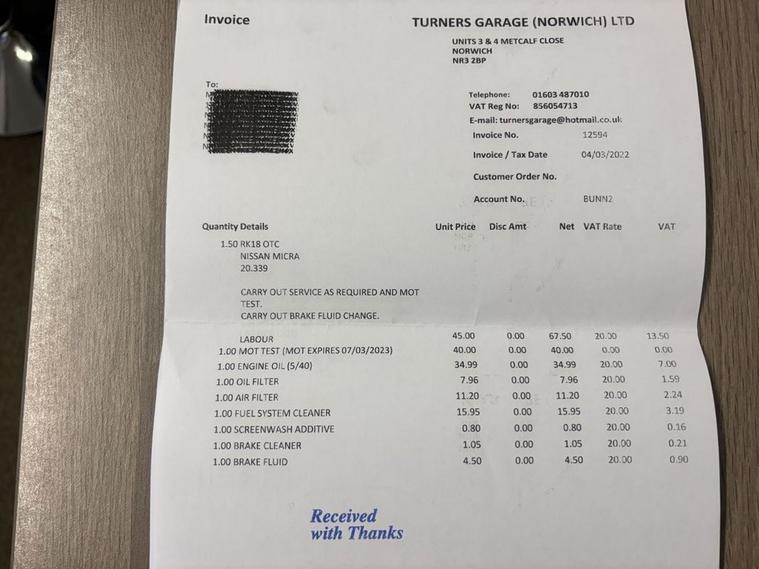 Invoice
TURNERS GARAGE (NORWICH) LTD
UNITS 3 & 4 METCALF CLOSE
NORWICH
NR3 2BP
To:
Telephone: 01603 487010
VAT Reg No: 856054713
E-mail: turnersgarage@hotmail.co.uk
Invoice No. 12594
Invoice / Tax Date 04/03/2022
Customer Order No.
Account No. BUNN2
Quantity Details Unit Price Disc Amt Net VAT Rate VAT
1.50 RK18 OTC
NISSAN MICRA
20.339
CARRY OUT SERVICE AS REQUIRED AND MOT
TEST.
CARRY OUT BRAKE FLUID CHANGE.
LABOUR 45.00 0.00 67.50 20.00 13.50
1.00 MOT TEST (MOT EXPIRES 07/03/2023) 40.00 0.00 40.00 0.00 0.00
1.00 ENGINE OIL (5/40) 34.99 0.00 34.99 20.00 7.00
1.00 OIL FILTER 7.96 0.00 7.96 20.00 1.59
1.00 AIR FILTER 11.20 0.00 11.20 20.00 2.24
1.00 FUEL SYSTEM CLEANER 15.95 0.00 15.95 20.00 3.19
1.00 SCREENWASH ADDITIVE 0.80 0.00 0.80 20.00 0.16
1.00 BRAKE CLEANER 1.05 0.00 1.05 20.00 0.21
1.00 BRAKE FLUID 4.50 0.00 4.50 20.00 0.90
Received
with Thanks